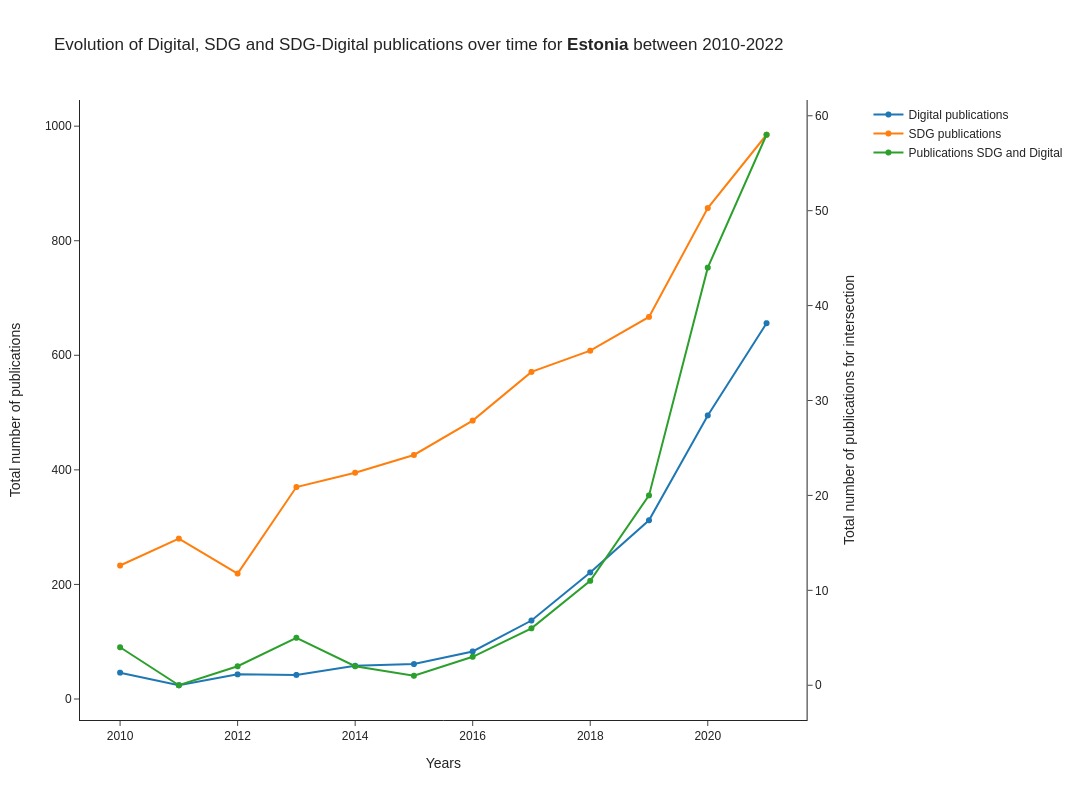 Evolution of Digital, SDG and SDG-Digital publications over time for Estonia between 2010-2022
Digital publications
SDG publications
Publications SDG and Digital
Total number of publications
1000
800
600
400
200
0
60
50
40
30
20
10
0
Total number of publications for intersection
2010 2012 2014 2016 2018 2020
Years